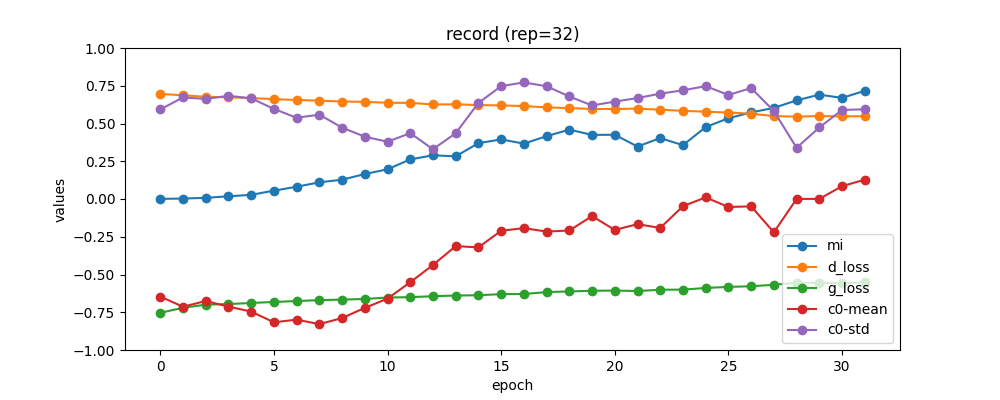 record (rep=32)
1.00
0.75
0.50
0.25
0.00
−0.25
−0.50
−0.75
−1.00
values
mi
d_loss
g_loss
c0-mean
c0-std
0 5 10 15 20 25 30
epoch